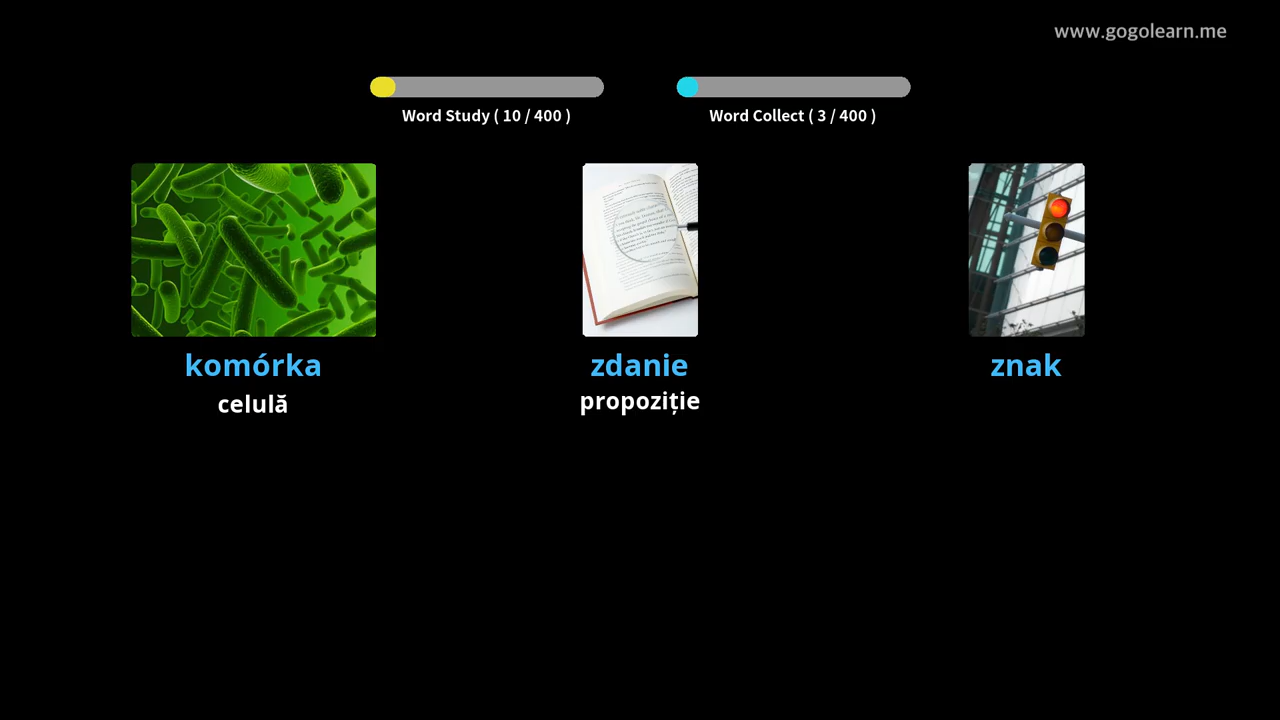 www.gogolearn.me
Word Study ( 10 / 400 )
Word Collect ( 3 / 400 )
komórka
zdanie
znak
celulă
propoziție